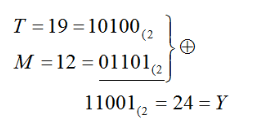 T = 19 = 10100₍₂
M = 12 = 01101₍₂ ⊕
11001₍₂ = 24 = Y